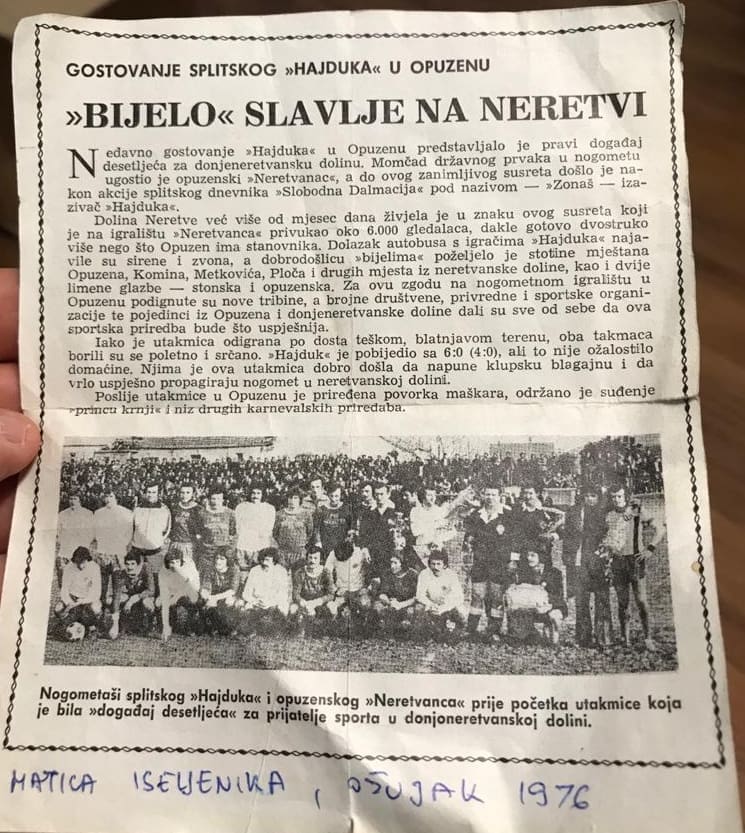 GOSTOVANJE SPLITSKOG »HAJDUKA« U OPUZENU
»BIJELO« SLAVLJE NA NERETVI
Nedavno gostovanje »Hajduka« u Opuzenu predstavljalo je pravi događaj
desetljeća za donjeneretvansku dolinu. Momčad državnog prvaka u nogometu
ugostio je opuzenski »Neretvanac«, a do ovog zanimljivog susreta došlo je na-
kon akcije splitskog dnevnika »Slobodna Dalmacija« pod nazivom — »Zonaš — iza-
zivač »Hajduka«.
Dolina Neretve već više od mjesec dana živjela je u znaku ovog susreta koji
je na igralištu »Neretvanca« privukao oko 6.000 gledalaca, dakle gotovo dvostruko
više nego što Opuzen ima stanovnika. Dolazak autobusa s igračima »Hajduka« naja-
vile su sirene i zvona, a dobrodošlicu »bijelima« poželjelo je stotine mještana
Opuzena, Komina, Metkovića, Ploča i drugih mjesta iz neretvanske doline, kao i dvije
limene glazbe — stonska i opuzenska. Za ovu zgodu na nogometnom igralištu u
Opuzenu podignute su nove tribine, a brojne društvene, privredne i sportske organi-
zacije te pojedinci iz Opuzena i donjeneretvanske doline dali su sve od sebe da ova
sportska priredba bude što uspješnija.
Iako je utakmica odigrana po dosta teškom, blatnjavom terenu, oba takmaca
borili su se poletno i srčano. »Hajduk« je pobijedio sa 6:0 (4:0), ali to nije ožalostilo
domaćine. Njima je ova utakmica dobro došla da napune klupsku blagajnu i da
vrlo uspješno propagiraju nogomet u neretvanskoj dolini.
Poslije utakmice u Opuzenu je priređena povorka maškara, održano je suđenje
»princu krnji« i niz drugih karnevalskih priredaba.
Nogometaši splitskog »Hajduka« i opuzenskog »Neretvanca« prije početka utakmice koja
je bila »događaj desetljeća« za prijatelje sporta u donjoneretvanskoj dolini.
MATICA ISELJENIKA, OŠUJAK 1976